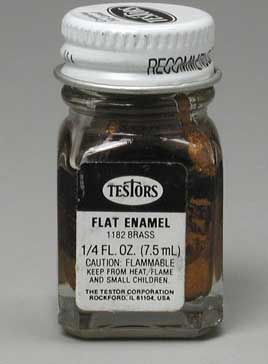 TESTORS
FLAT ENAMEL
1182 BRASS
1/4 FL. OZ. (7.5 mL)
CAUTION: FLAMMABLE
KEEP FROM HEAT/FLAME
AND SMALL CHILDREN.
THE TESTOR CORPORATION
ROCKFORD, IL 61104, USA